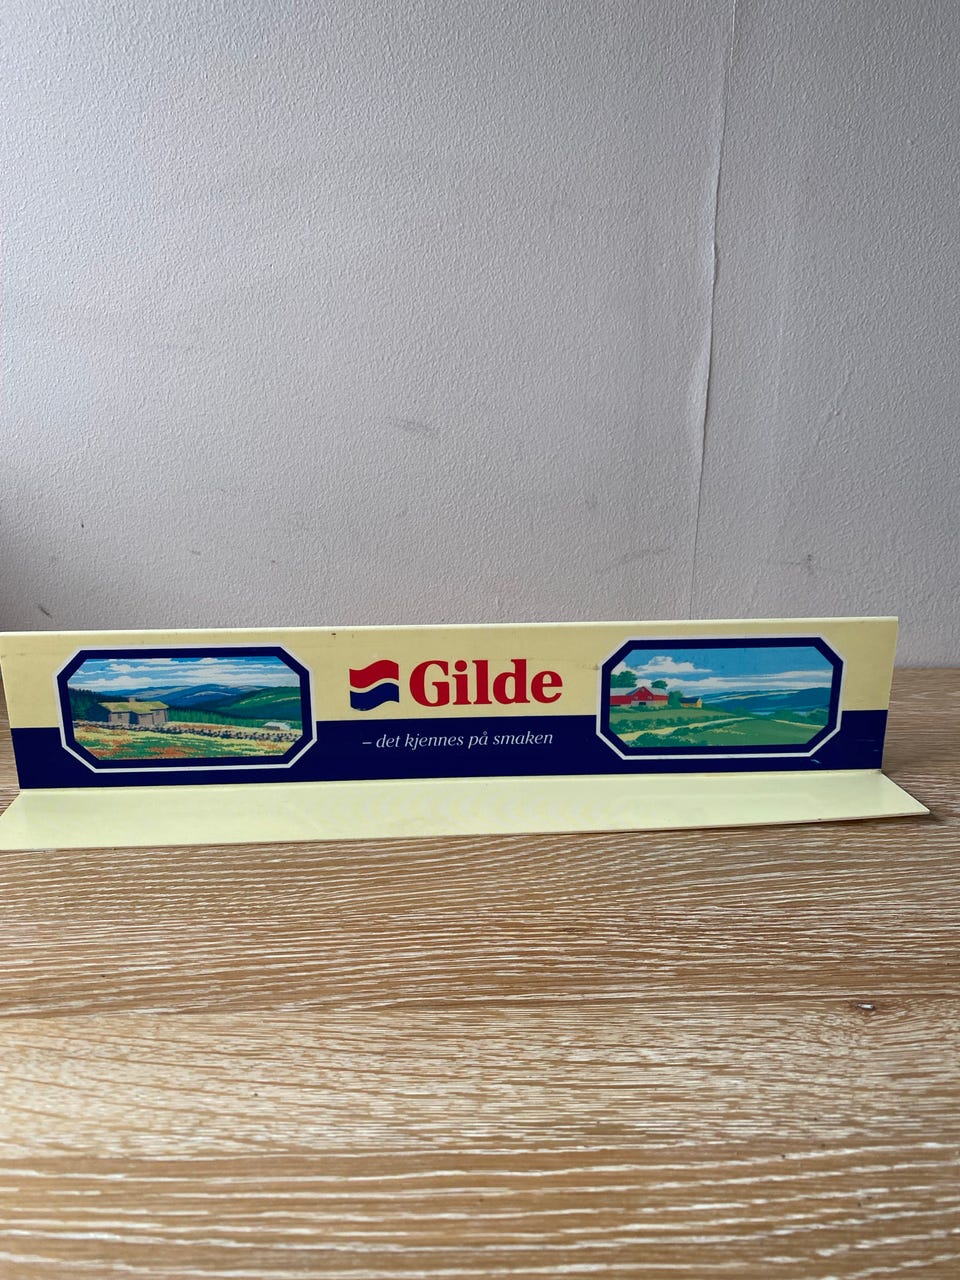 Gilde
– det kjennes på smaken